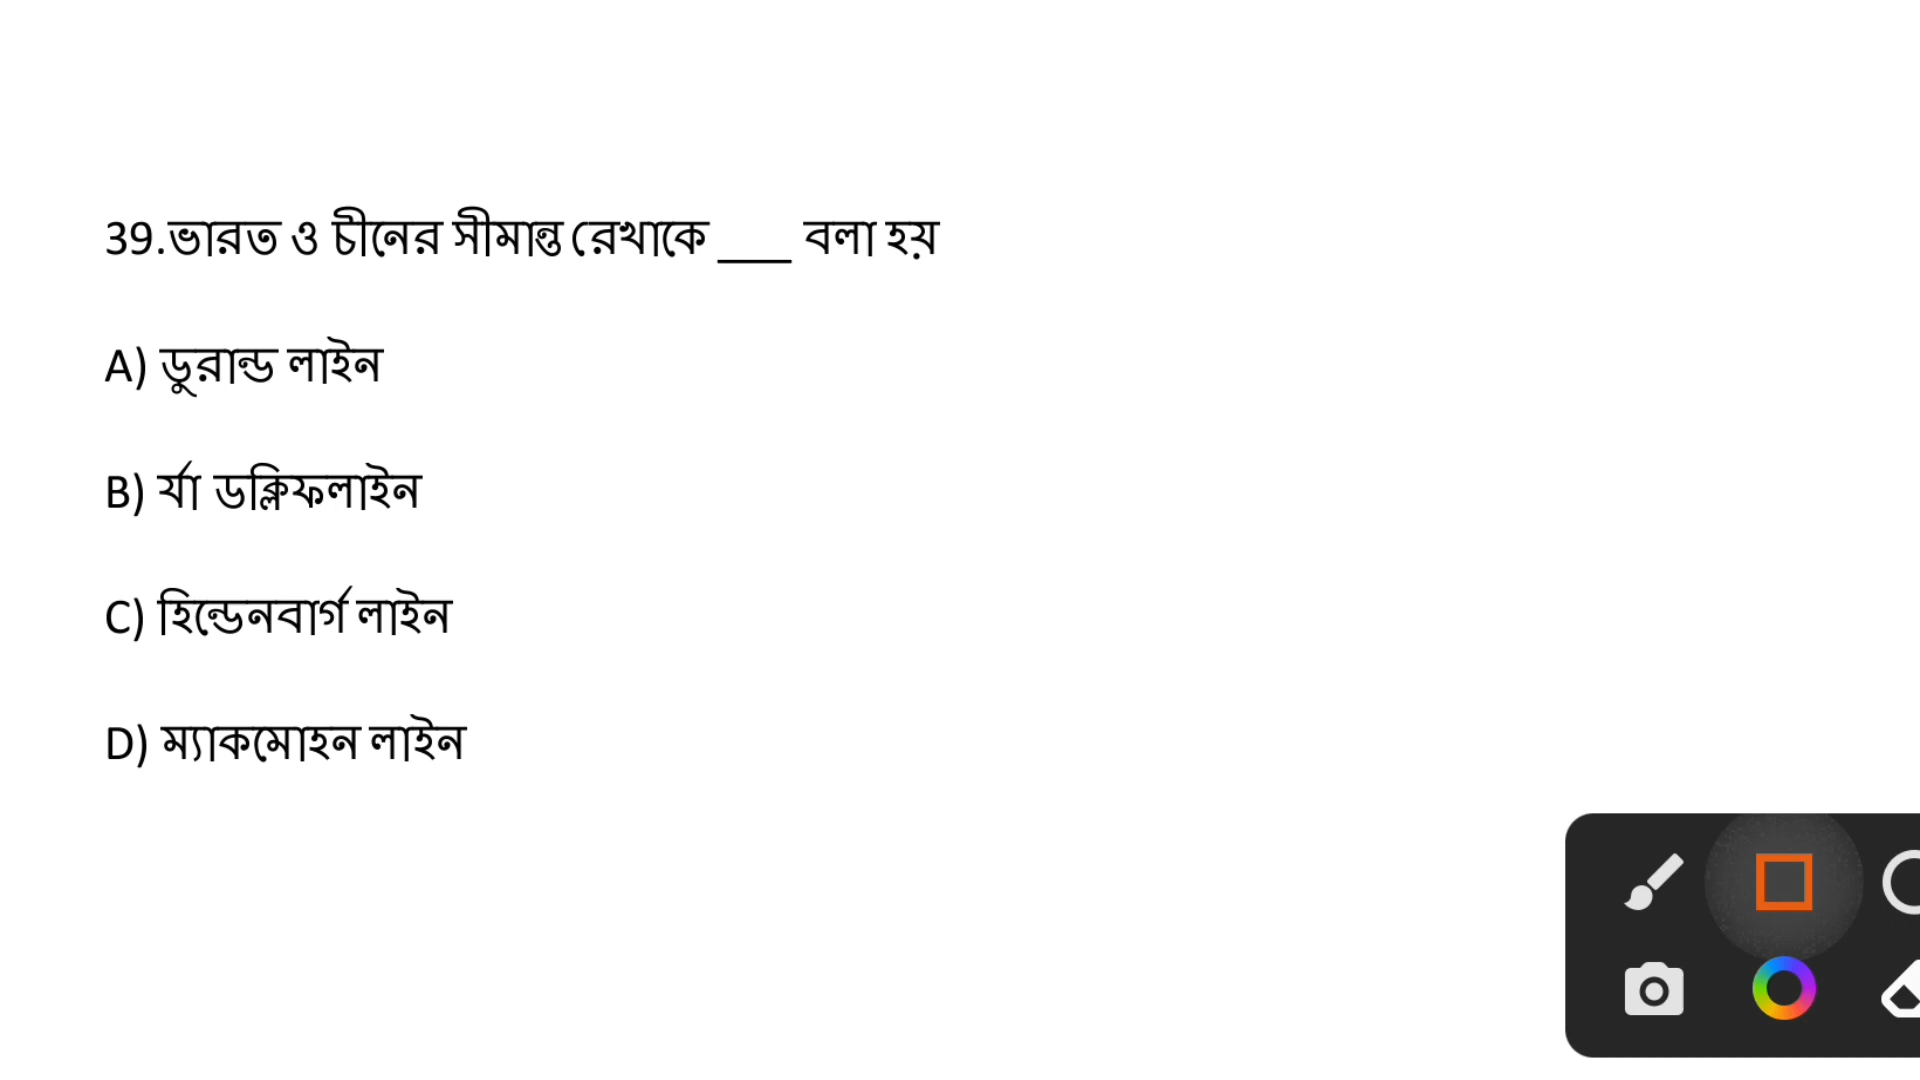 39.ভারত ও চীনের সীমান্ত রেখাকে ___ বলা হয়
A) ডুরান্ড লাইন
B) র্যা ডক্লিফলাইন
C) হিন্ডেনবার্গ লাইন
D) ম্যাকমোহন লাইন